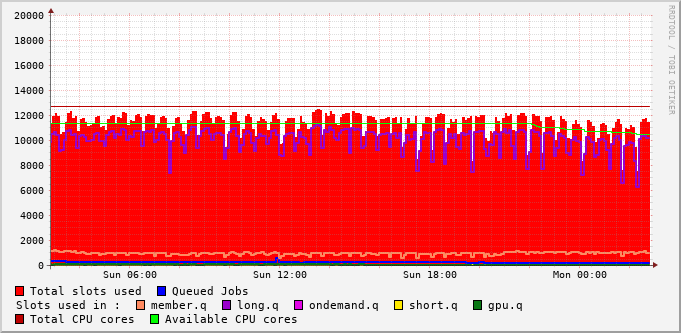 20000
18000
16000
14000
12000
10000
8000
6000
4000
2000
0
Sun 06:00 Sun 12:00 Sun 18:00 Mon 00:00
Total slots used Queued Jobs
Slots used in : member.q long.q ondemand.q short.q gpu.q
Total CPU cores Available CPU cores
RRDTOOL / TOBI OETIKER